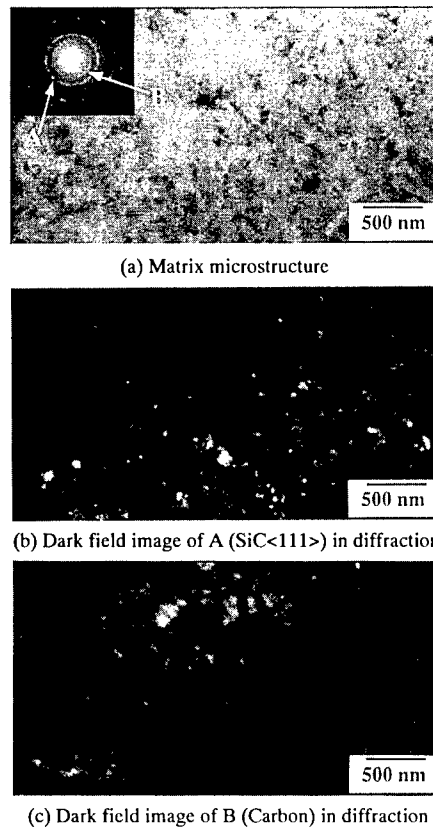 A
B
500 nm
(a) Matrix microstructure
500 nm
(b) Dark field image of A (SiC<111>) in diffraction
500 nm
(c) Dark field image of B (Carbon) in diffraction